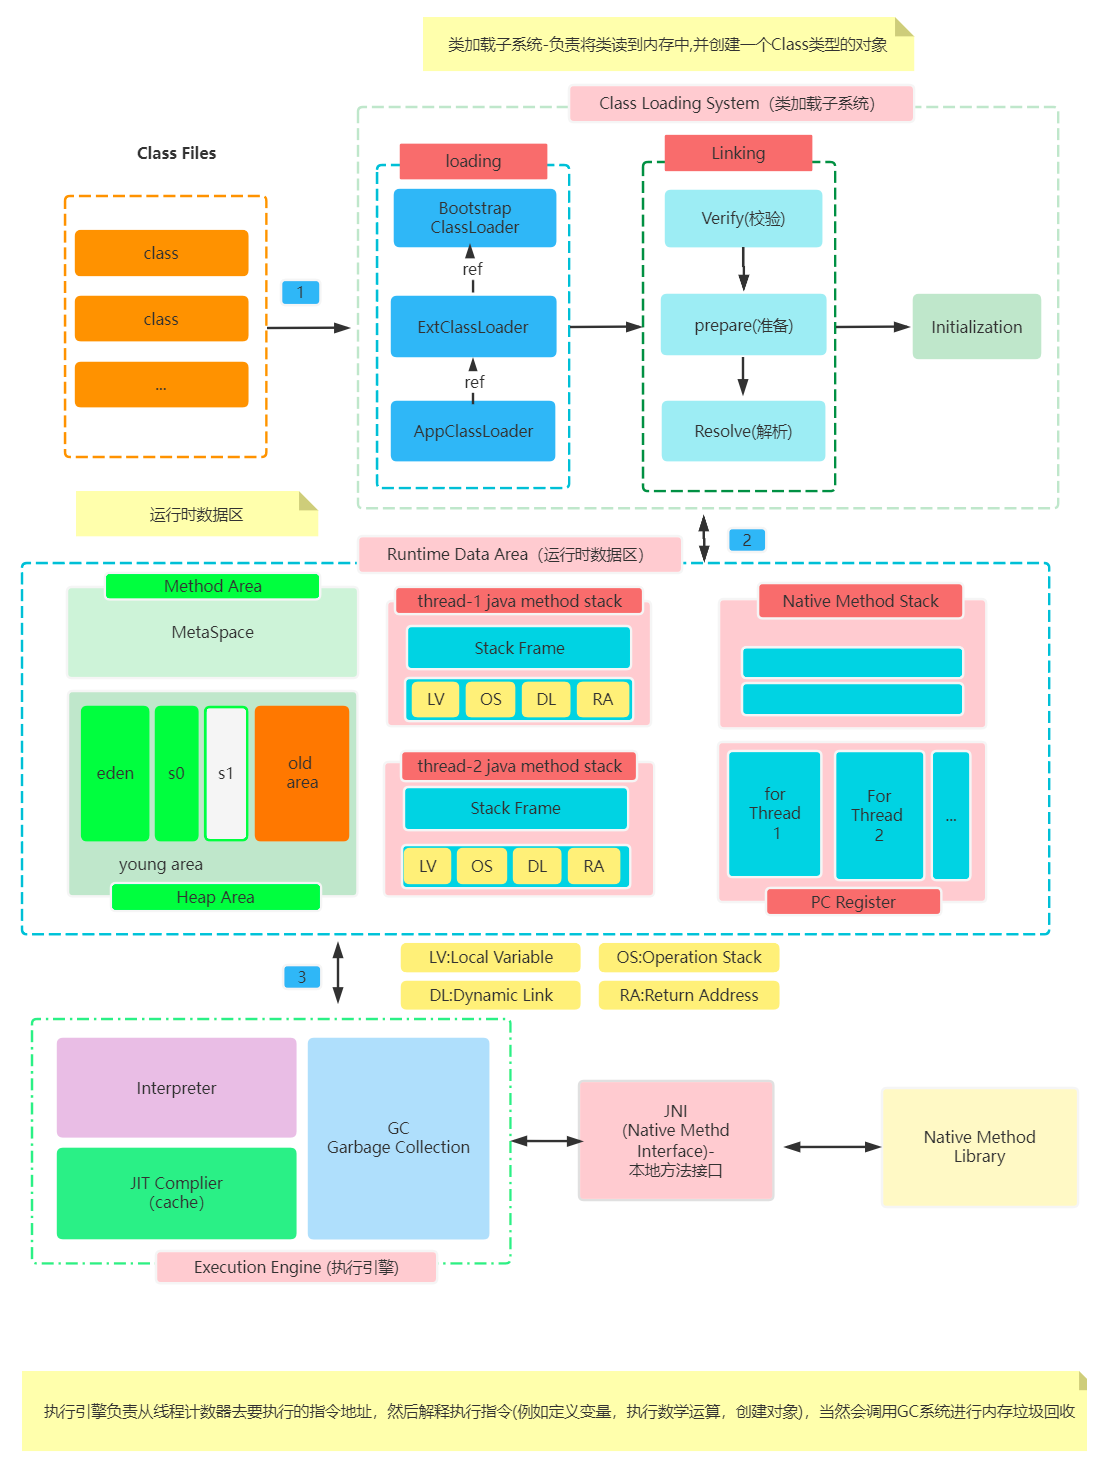 类加载子系统-负责将类读到内存中,并创建一个Class类型的对象
Class Loading System（类加载子系统）
Class Files
class
class
...
1
loading
Bootstrap
ClassLoader
ref
ExtClassLoader
ref
AppClassLoader
Linking
Verify(校验)
prepare(准备)
Resolve(解析)
Initialization
运行时数据区
2
Runtime Data Area（运行时数据区）
Method Area
MetaSpace
eden
s0
s1
old
area
young area
Heap Area
thread-1 java method stack
Stack Frame
LV
OS
DL
RA
thread-2 java method stack
Stack Frame
LV
OS
DL
RA
Native Method Stack
for
Thread
1
For
Thread
2
...
PC Register
3
LV:Local Variable
OS:Operation Stack
DL:Dynamic Link
RA:Return Address
Interpreter
JIT Complier
（cache）
GC
Garbage Collection
Execution Engine (执行引擎)
JNI
(Native Methd
Interface)-
本地方法接口
Native Method
Library
执行引擎负责从线程计数器去要执行的指令地址，然后解释执行指令(例如定义变量，执行数学运算，创建对象)，当然会调用GC系统进行内存垃圾回收